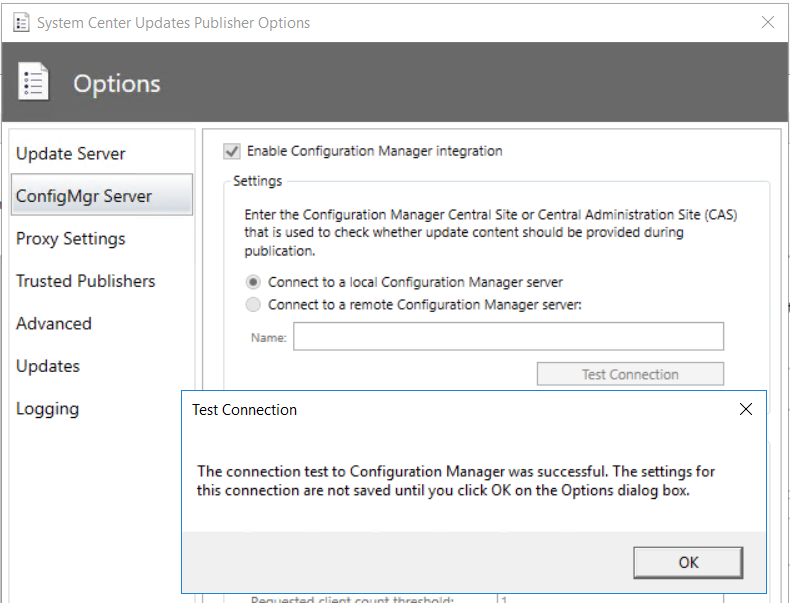 System Center Updates Publisher Options
Options
Update Server
ConfigMgr Server
Proxy Settings
Trusted Publishers
Advanced
Updates
Logging
Enable Configuration Manager integration
Settings
Enter the Configuration Manager Central Site or Central Administration Site (CAS)
that is used to check whether update content should be provided during
publication.
Connect to a local Configuration Manager server
Connect to a remote Configuration Manager server:
Name:
Test Connection
Test Connection
The connection test to Configuration Manager was successful. The settings for
this connection are not saved until you click OK on the Options dialog box.
OK
Requested client count threshold: 1